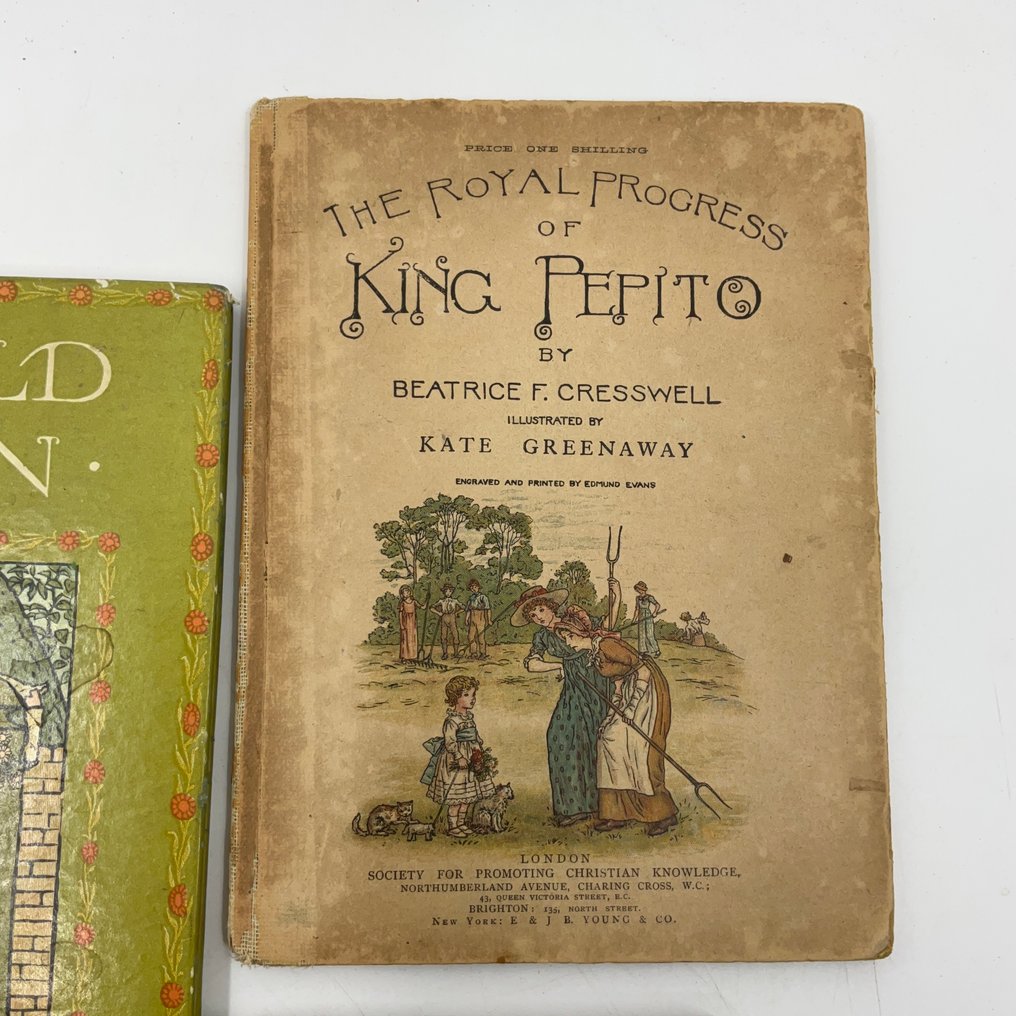 LD
N.
PRICE ONE SHILLING
THE ROYAL PROGRESS
OF
KING PEPITO
BY
BEATRICE F. CRESSWELL
ILLUSTRATED BY
KATE GREENAWAY
ENGRAVED AND PRINTED BY EDMUND EVANS
LONDON
SOCIETY FOR PROMOTING CHRISTIAN KNOWLEDGE,
NORTHUMBERLAND AVENUE, CHARING CROSS, W.C.;
43, QUEEN VICTORIA STREET, E.C.
BRIGHTON: 135, NORTH STREET.
NEW YORK: E & J B. YOUNG & CO.